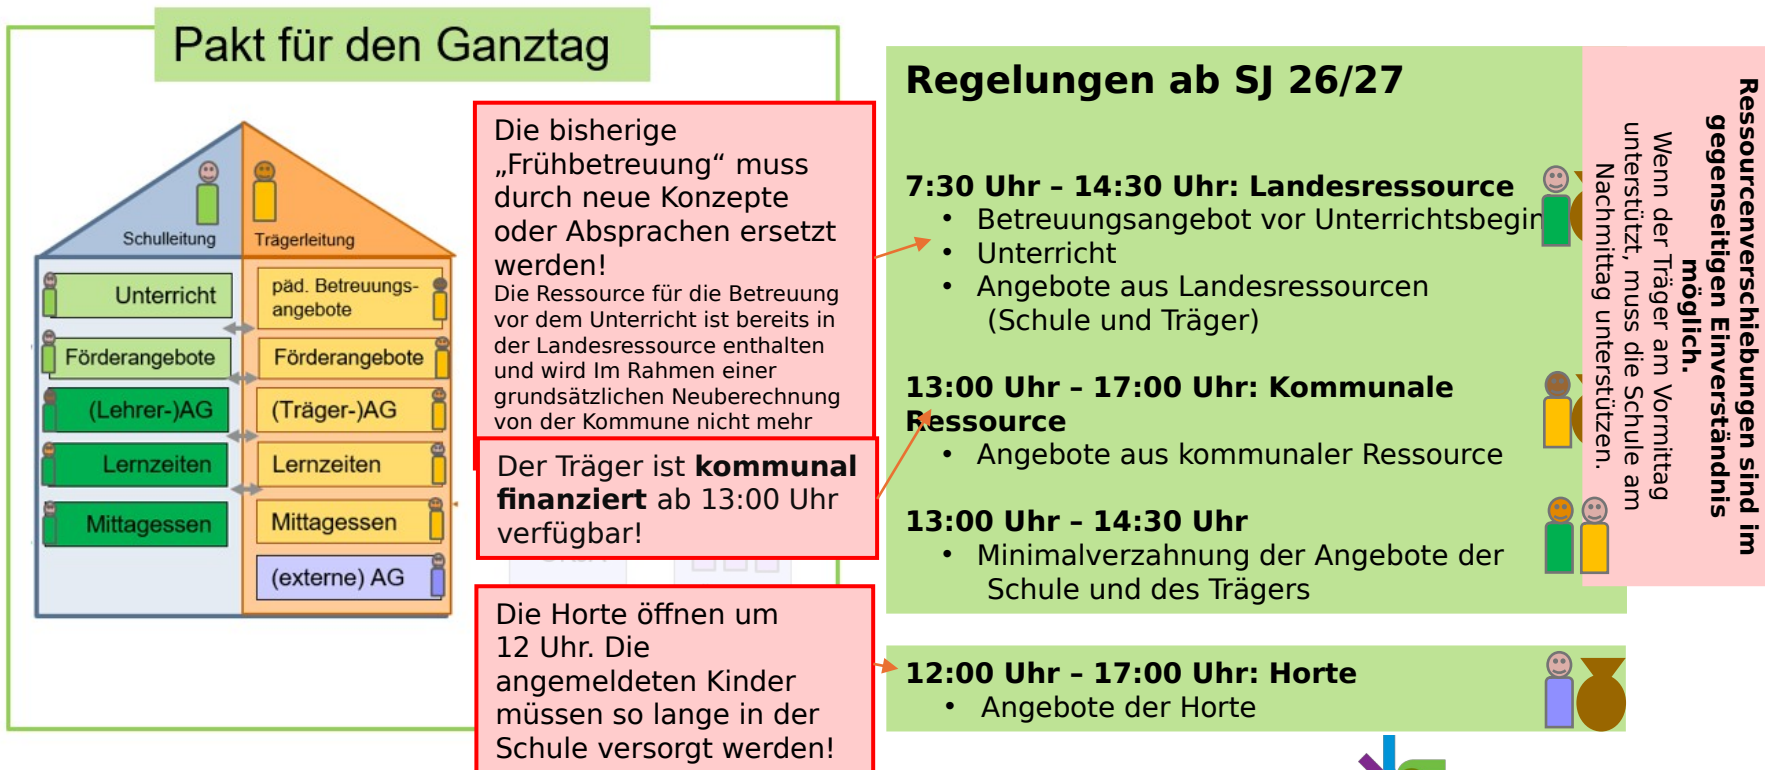 Pakt für den Ganztag
Schulleitung
Trägerleitung
Unterricht
päd. Betreuungs-
angebote
Förderangebote
Förderangebote
(Lehrer-)AG
(Träger-)AG
Lernzeiten
Lernzeiten
Mittagessen
Mittagessen
(externe) AG
Die bisherige
„Frühbetreuung“ muss
durch neue Konzepte
oder Absprachen ersetzt
werden!
Die Ressource für die Betreuung
vor dem Unterricht ist bereits in
der Landesressource enthalten
und wird Im Rahmen einer
grundsätzlichen Neuberechnung
von der Kommune nicht mehr
Der Träger ist kommunal
finanziert ab 13:00 Uhr
verfügbar!
Die Horte öffnen um
12 Uhr. Die
angemeldeten Kinder
müssen so lange in der
Schule versorgt werden!
Regelungen ab SJ 26/27
7:30 Uhr – 14:30 Uhr: Landesressource
• Betreuungsangebot vor Unterrichtsbegin
• Unterricht
• Angebote aus Landesressourcen
(Schule und Träger)
13:00 Uhr – 17:00 Uhr: Kommunale
Ressource
• Angebote aus kommunaler Ressource
13:00 Uhr – 14:30 Uhr
• Minimalverzahnung der Angebote der
Schule und des Trägers
12:00 Uhr – 17:00 Uhr: Horte
• Angebote der Horte
Ressourcenverschiebungen sind im
gegenseitigen Einverständnis
möglich.
Wenn der Träger am Vormittag
unterstützt, muss die Schule am
Nachmittag unterstützen.